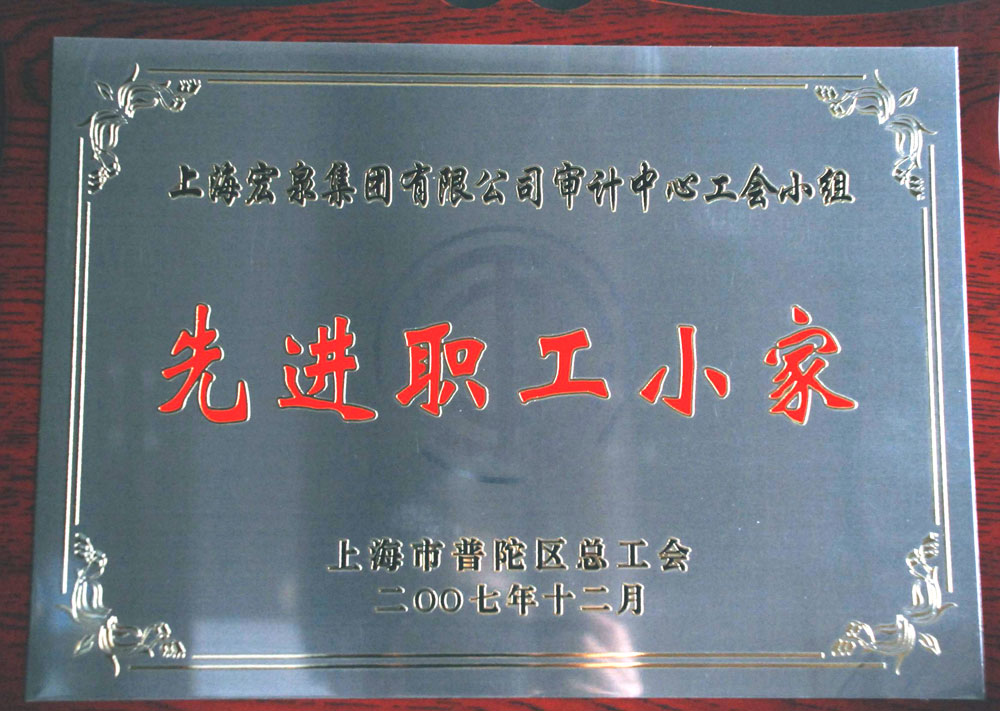 上海宏泉集团有限公司审计中心工会小组
先进职工小家
上海市普陀区总工会
二〇〇七年十二月